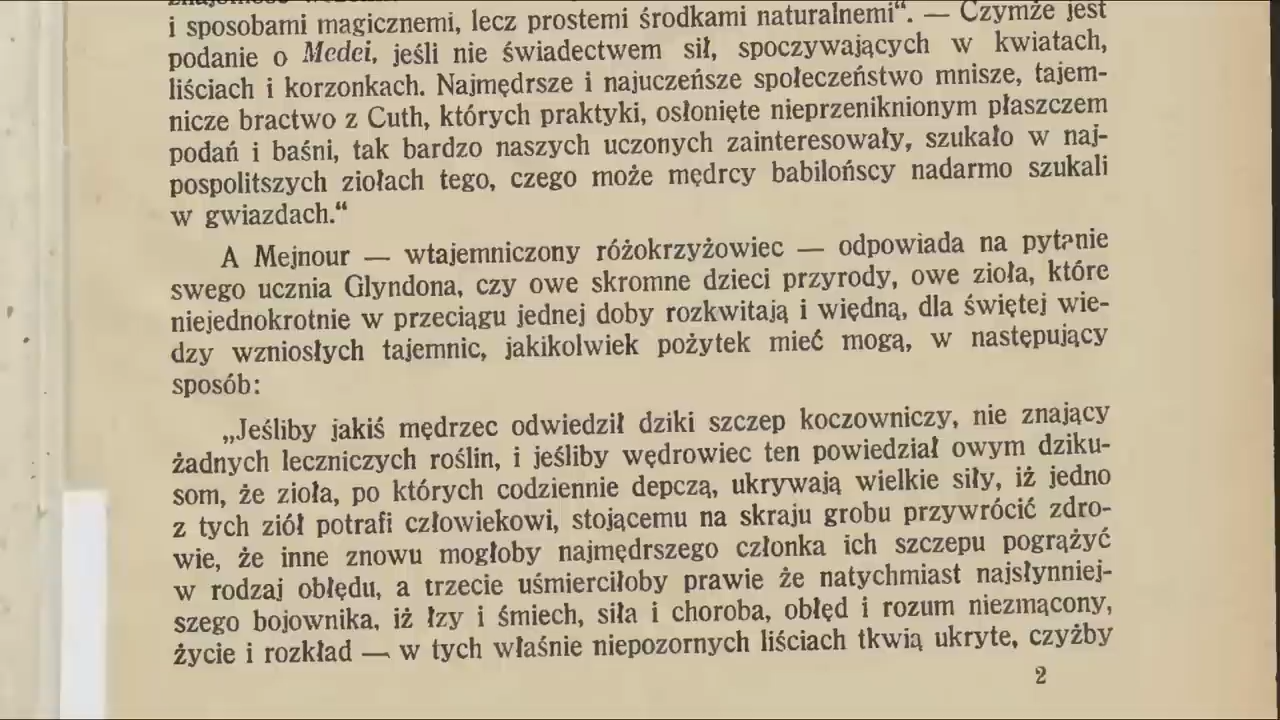 i sposobami magicznemi, lecz prostemi środkami naturalnemi“. — Czymże jest
podanie o Medei, jeśli nie świadectwem sił, spoczywających w kwiatach,
liściach i korzonkach. Najmędrsze i najuczeńsze społeczeństwo mnisze, tajem-
nicze bractwo z Cuth, których praktyki, osłonięte nieprzeniknionym płaszczem
podań i baśni, tak bardzo naszych uczonych zainteresowały, szukało w naj-
pospolitszych ziołach tego, czego może mędrcy babilońscy nadarmo szukali
w gwiazdach.“
A Mejnour — wtajemniczony różokrzyżowiec — odpowiada na pytanie
swego ucznia Glyndona, czy owe skromne dzieci przyrody, owe zioła, które
niejednokrotnie w przeciągu jednej doby rozkwitają i więdną, dla świętej wie-
dzy wzniosłych tajemnic, jakikolwiek pożytek mieć mogą, w następujący
sposób:
„Jeśliby jakiś mędrzec odwiedził dziki szczep koczowniczy, nie znający
żadnych leczniczych roślin, i jeśliby wędrowiec ten powiedział owym dziku-
som, że zioła, po których codziennie depczą, ukrywają wielkie siły, iż jedno
z tych ziół potrafi człowiekowi, stojącemu na skraju grobu przywrócić zdro-
wie, że inne znowu mogłoby najmędrszego członka ich szczepu pogrążyć
w rodzaj obłędu, a trzecie uśmierciłoby prawie że natychmiast najsłynniej-
szego bojownika, iż łzy i śmiech, siła i choroba, obłęd i rozum niezmącony,
życie i rozkład — w tych właśnie niepozornych liściach tkwią ukryte, czyżby
2